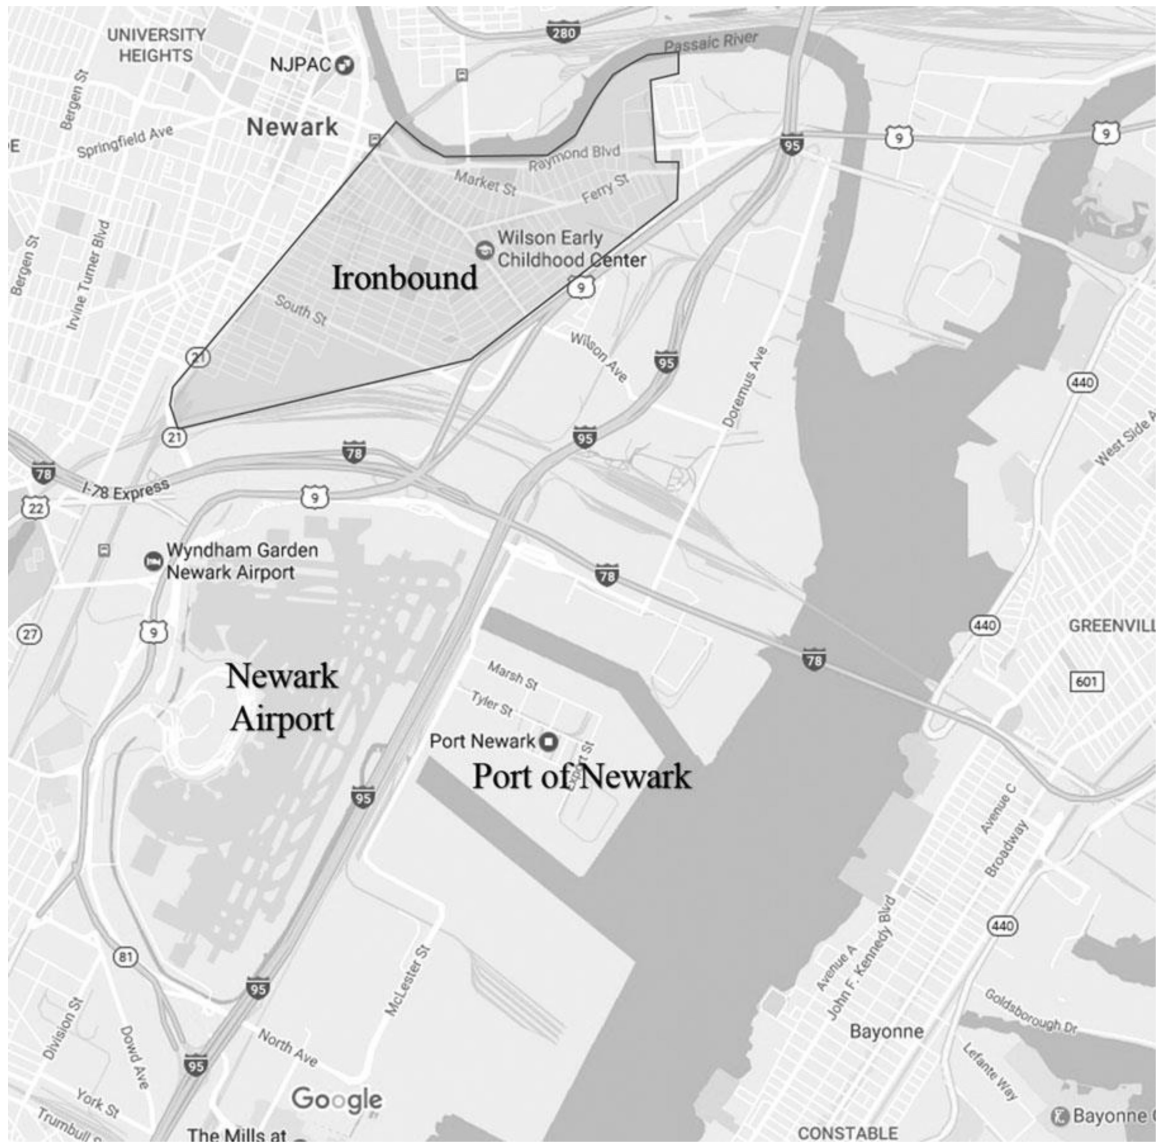 UNIVERSITY
HEIGHTS
280
Passaic River
NJPAC
Bergen St
Newark
9
9
Springfield Ave
95
E
Raymond Blvd
Market St
Ferry St
Irvine Turner Blvd
Bergen St
Wilson Early
Childhood Center
Ironbound
9
South St
Wilson Ave
21
95
Doremus Ave
440
West Side A
21
95
78
78
I-78 Express
22
9
Wyndham Garden
Newark Airport
78
27
9
440
GREENVILL
78
601
Newark
Airport
Marsh St
Tyler St
Port Newark
Export St
Port of Newark
95
Avenue C
Broadway
440
81
McLester St
Avenue A
John F. Kennedy Blvd
95
Goldsborough Dr
Division St
Dowd Ave
North Ave
Bayonne
Lefante Way
95
York St
Google
Trumbull S
Bayonne G
The Mills at
CONSTABLE